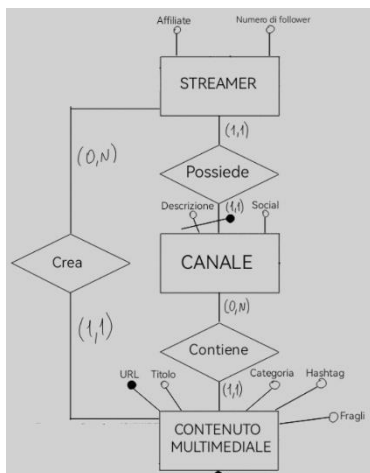 Affiliate
Numero di follower
STREAMER
(1,1)
(0,N)
Possiede
Descrizione
(1,1)
Social
Crea
CANALE
(0,N)
(1,1)
Contiene
URL
Titolo
(1,1)
Categoria
Hashtag
Fragli
CONTENUTO
MULTIMEDIALE